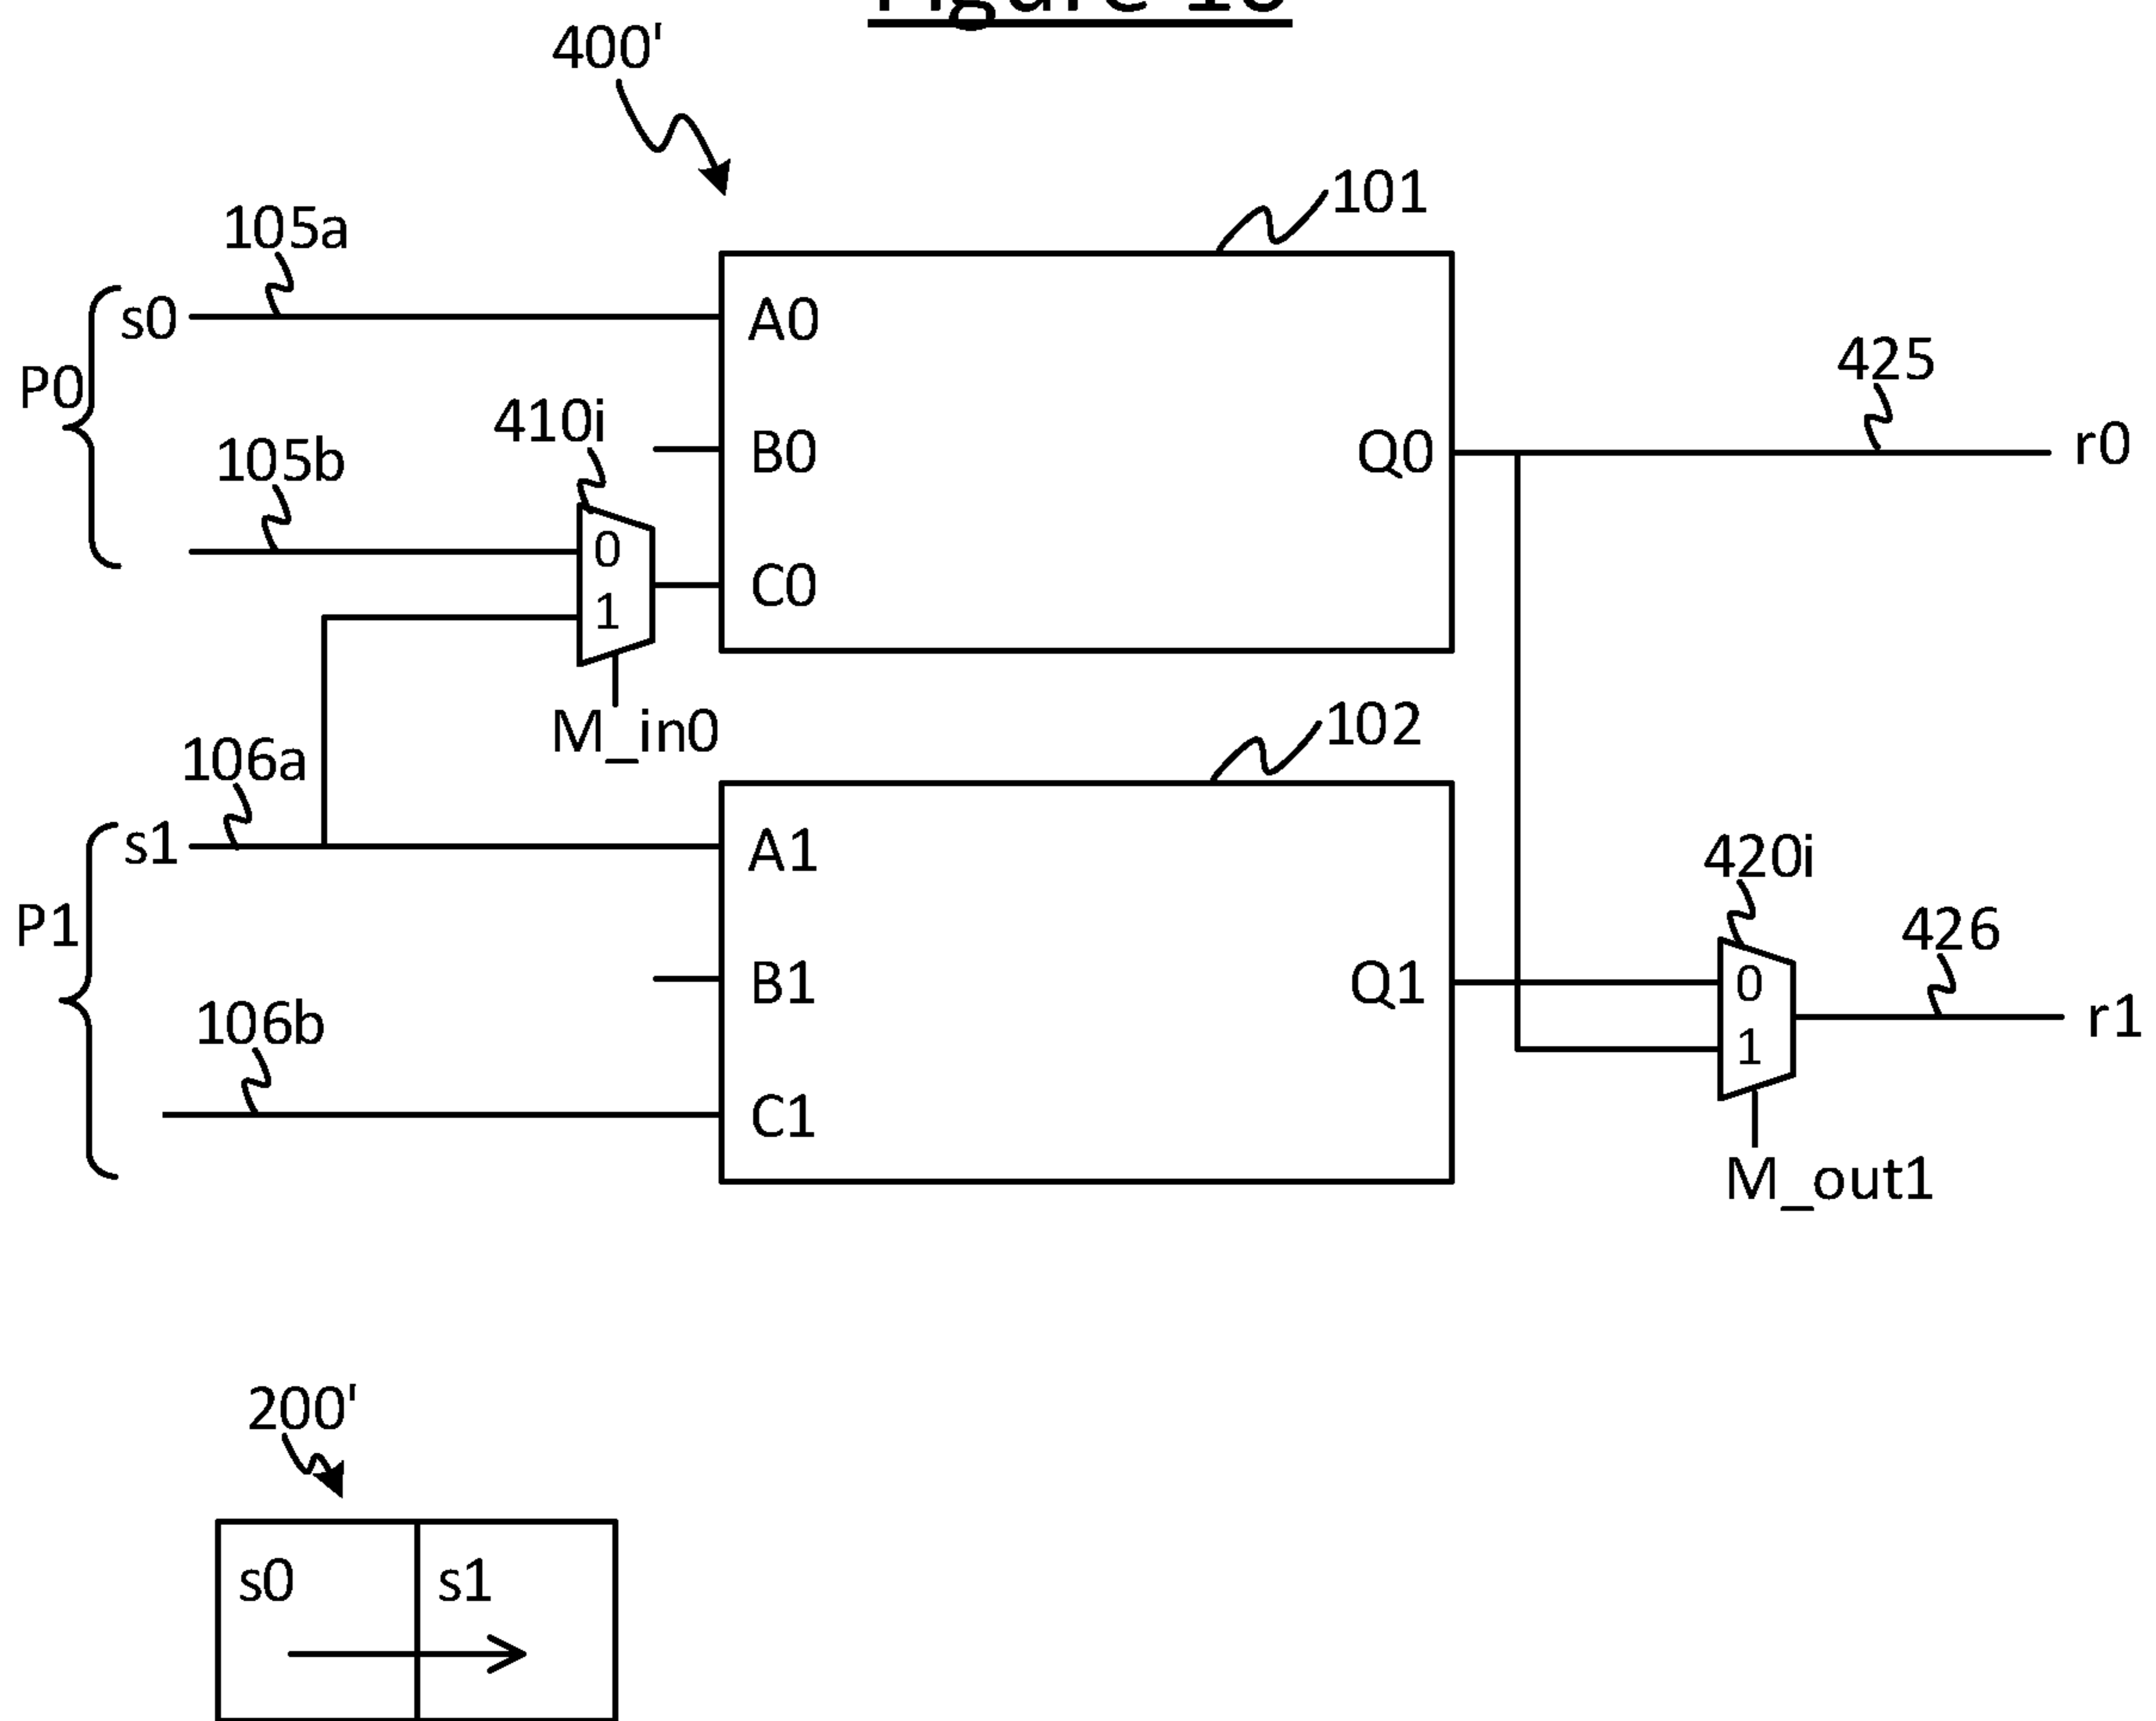 400'
101
105a
s0
A0
P0
425
410i
B0
Q0
r0
105b
0
C0
1
M_in0
102
106a
s1
A1
420i
P1
426
B1
Q1
0
r1
106b
1
C1
M_out1
200'
s0 s1